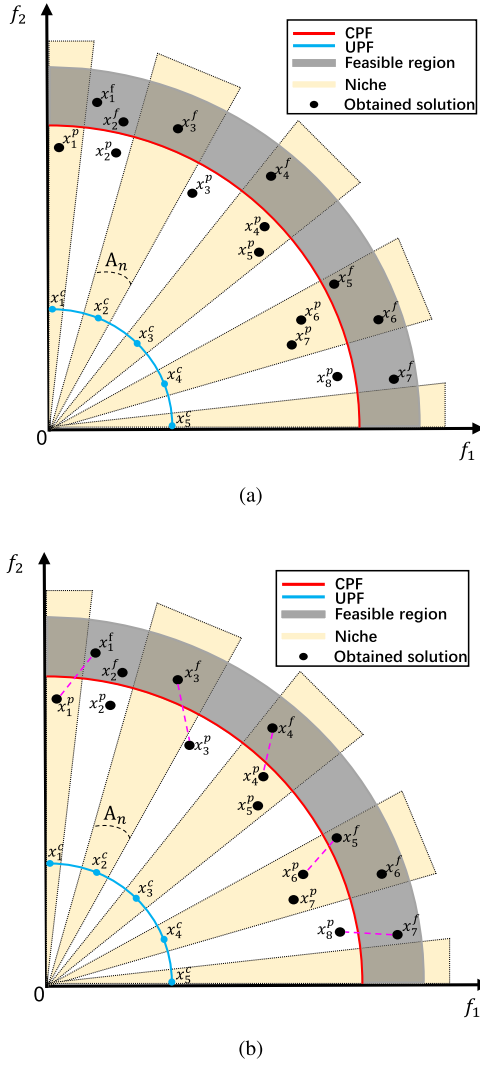 f₂
CPF
UPF
Feasible region
Niche
Obtained solution
x₁ᶠ
x₂ᶠ
x₃ᶠ
x₁ᵖ
x₂ᵖ
x₄ᶠ
x₃ᵖ
x₄ᵖ
x₅ᵖ
Aₙ
x₅ᶠ
x₁ᶜ
x₂ᶜ
x₆ᵖ
x₆ᶠ
x₃ᶜ
x₇ᵖ
x₄ᶜ
x₈ᵖ
x₇ᶠ
x₅ᶜ
0
f₁
(a)
f₂
CPF
UPF
Feasible region
Niche
Obtained solution
x₁ᶠ
x₂ᶠ
x₃ᶠ
x₁ᵖ
x₂ᵖ
x₄ᶠ
x₃ᵖ
x₄ᵖ
x₅ᵖ
Aₙ
x₅ᶠ
x₁ᶜ
x₂ᶜ
x₆ᵖ
x₆ᶠ
x₃ᶜ
x₇ᵖ
x₄ᶜ
x₈ᵖ
x₇ᶠ
x₅ᶜ
0
f₁
(b)